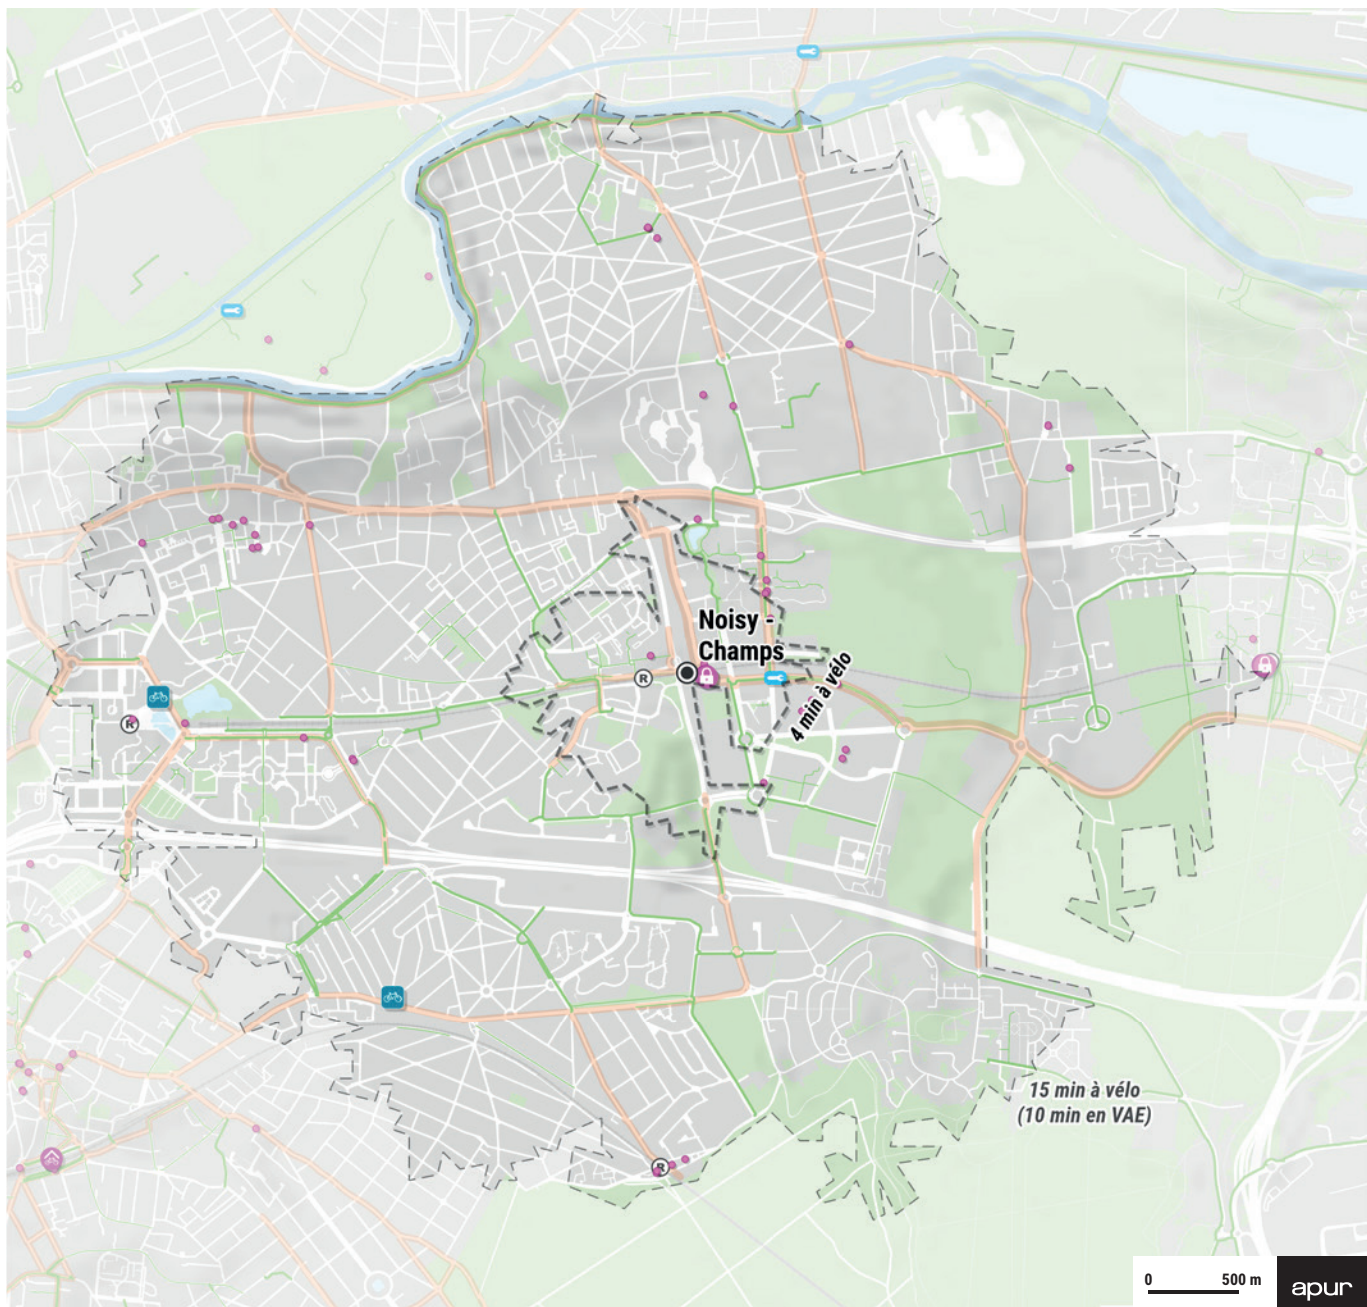 Noisy -
Champs
4 min à vélo
R
R
R
15 min à vélo
(10 min en VAE)
0 500 m
apur